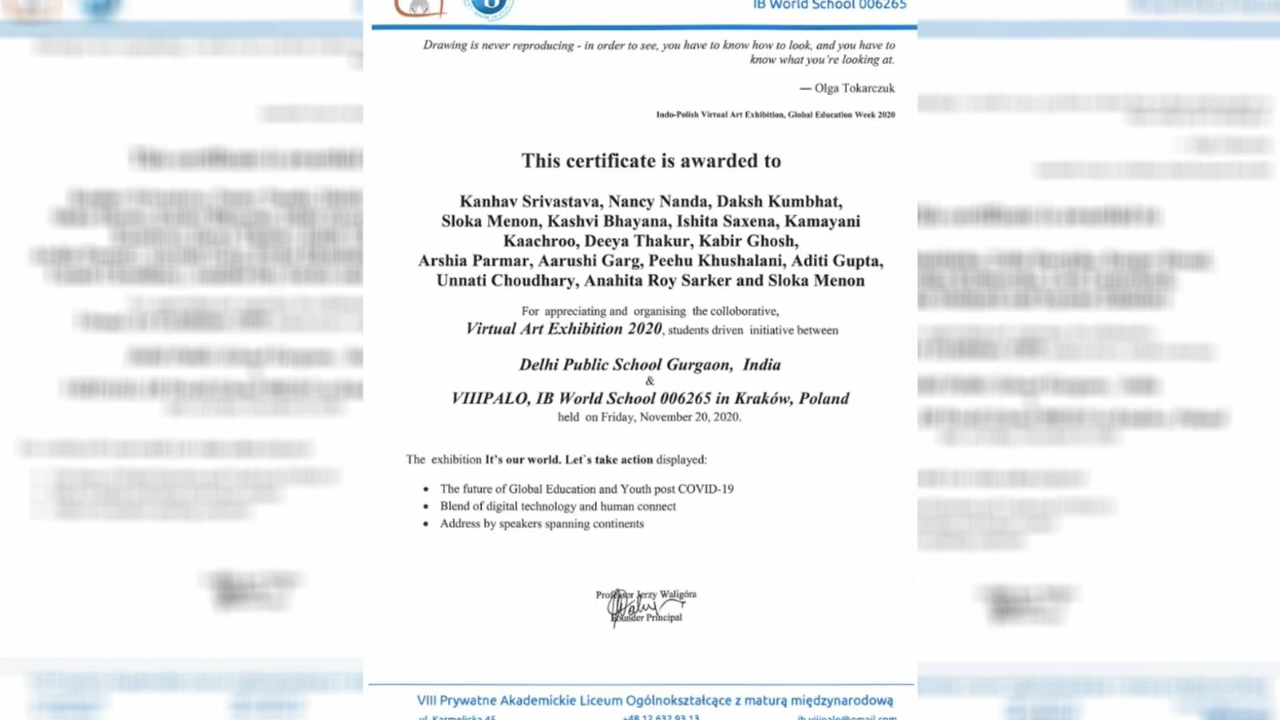 IB World School 006265
Drawing is never reproducing - in order to see, you have to know how to look, and you have to
know what you're looking at.
— Olga Tokarczuk
Indo-Polish Virtual Art Exhibition, Global Education Week 2020
This certificate is awarded to
Kanhav Srivastava, Nancy Nanda, Daksh Kumbhat,
Sloka Menon, Kashvi Bhayana, Ishita Saxena, Kamayani
Kaachroo, Deeya Thakur, Kabir Ghosh,
Arshia Parmar, Aarushi Garg, Peehu Khushalani, Aditi Gupta,
Unnati Choudhary, Anahita Roy Sarker and Sloka Menon
For appreciating and organising the colloborative,
Virtual Art Exhibition 2020, students driven initiative between
Delhi Public School Gurgaon, India
&
VIIIPALO, IB World School 006265 in Kraków, Poland
held on Friday, November 20, 2020.
The exhibition It's our world. Let`s take action displayed:
• The future of Global Education and Youth post COVID-19
• Blend of digital technology and human connect
• Address by speakers spanning continents
Professor Jerzy Waligóra
Founder Principal
VIII Prywatne Akademickie Liceum Ogólnokształcące z maturą międzynarodową
ul. Karmelicka 45 +48 12 632 93 13